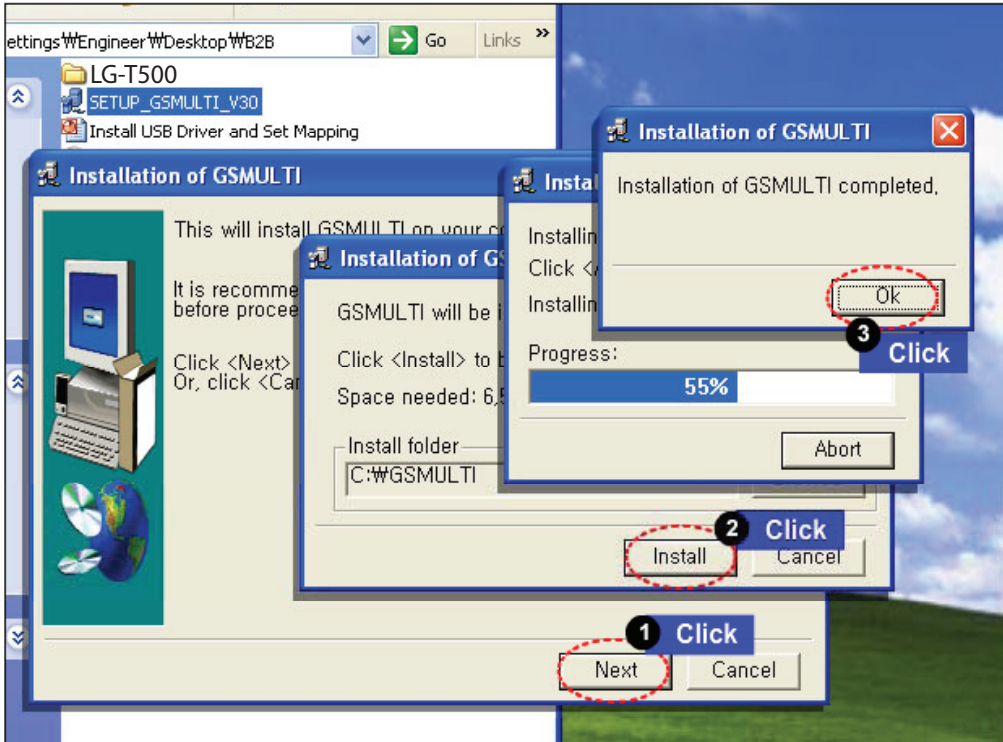 ettings₩Engineer₩Desktop₩B2B Go Links »
LG-T500
SETUP_GSMULTI_V30
Install USB Driver and Set Mapping
Installation of GSMULTI
This will install GSMULTI on your
It is recomme
before procee
Click <Next>
Or, click <Car
1 Click
Next Cancel
Installation of GS
GSMULTI will be i
Click <Install> to b
Space needed: 6,5
Install folder
C:₩GSMULTI
2 Click
Install Cancel
Instal
Installin
Click <
Installin
Progress:
55%
Abort
Installation of GSMULTI
Installation of GSMULTI completed,
Ok
3 Click